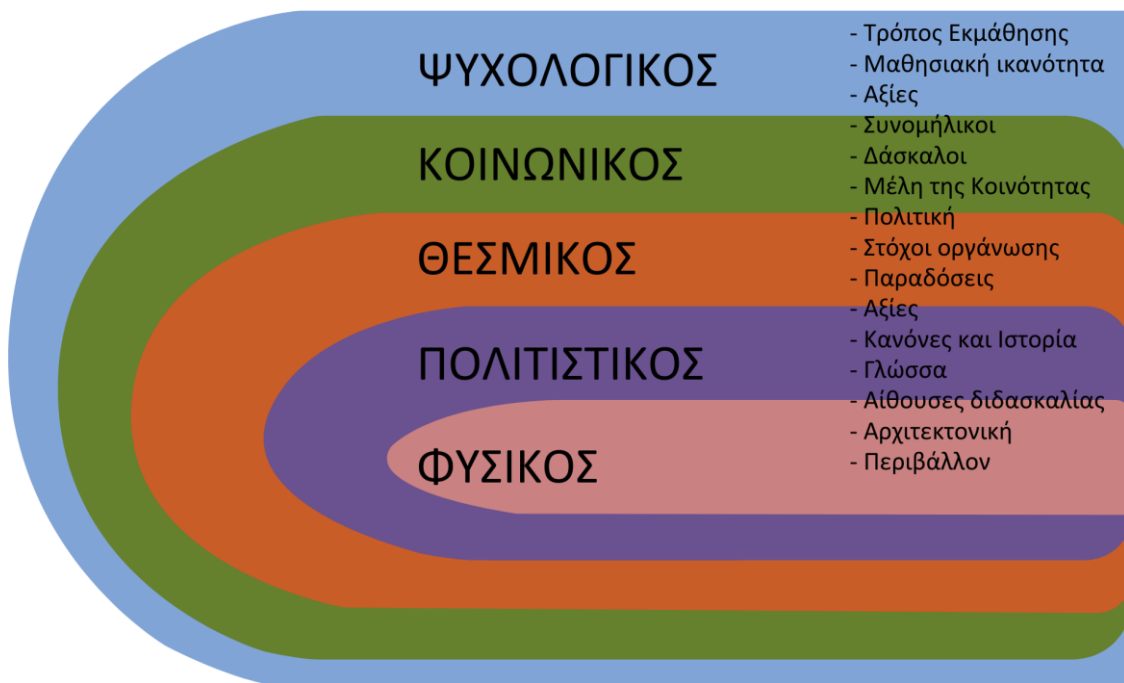 ΨΥΧΟΛΟΓΙΚΟΣ
- Τρόπος Εκμάθησης
- Μαθησιακή ικανότητα
- Αξίες
ΚΟΙΝΩΝΙΚΟΣ
- Συνομήλικοι
- Δάσκαλοι
- Μέλη της Κοινότητας
ΘΕΣΜΙΚΟΣ
- Πολιτική
- Στόχοι οργάνωσης
- Παραδόσεις
ΠΟΛΙΤΙΣΤΙΚΟΣ
- Αξίες
- Κανόνες και Ιστορία
- Γλώσσα
ΦΥΣΙΚΟΣ
- Αίθουσες διδασκαλίας
- Αρχιτεκτονική
- Περιβάλλον